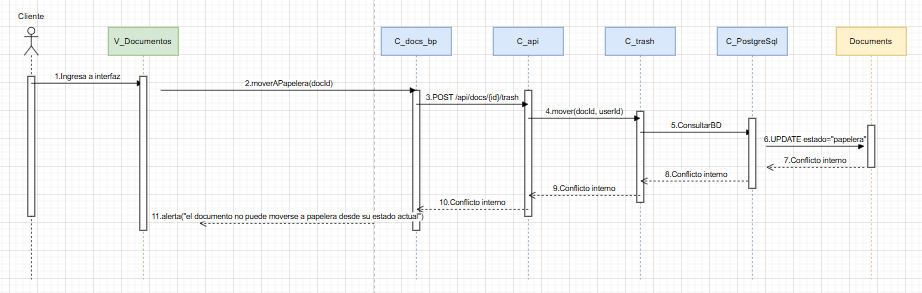 Cliente
V_Documentos
C_docs_bp
C_api
C_trash
C_PostgreSql
Documents
1.Ingresa a interfaz
2.moverAPapelera(docId)
3.POST /api/docs/{id}/trash
4.mover(docId, userId)
5.ConsultarBD
6.UPDATE estado="papelera"
7.Conflicto interno
8.Conflicto interno
9.Conflicto interno
10.Conflicto interno
11.alerta("el documento no puede moverse a papelera desde su estado actual")